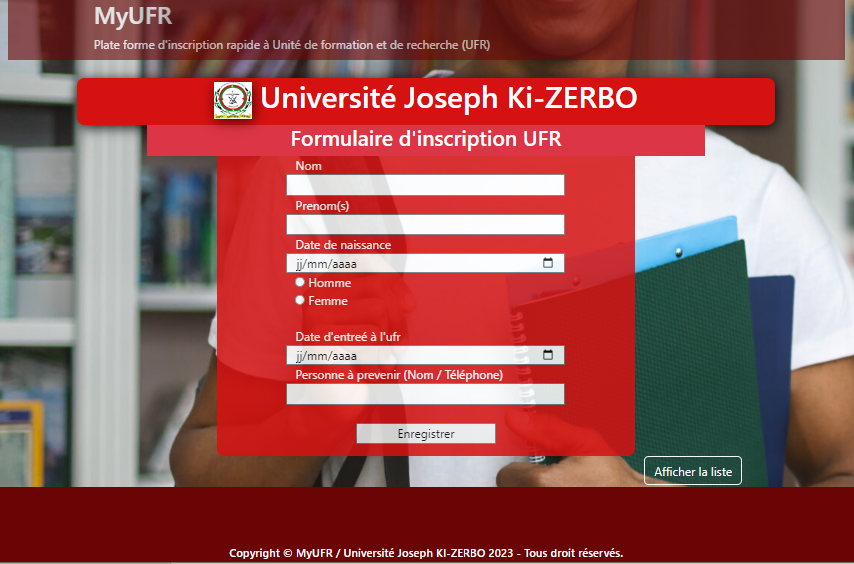 MyUFR
Plate forme d'inscription rapide à Unité de formation et de recherche (UFR)
Université Joseph Ki-ZERBO
Formulaire d'inscription UFR
Nom
Prenom(s)
Date de naissance
jj/mm/aaaa
Homme
Femme
Date d'entreé à l'ufr
jj/mm/aaaa
Personne à prevenir (Nom / Téléphone)
Enregistrer
Afficher la liste
Copyright © MyUFR / Université Joseph KI-ZERBO 2023 - Tous droit réservés.